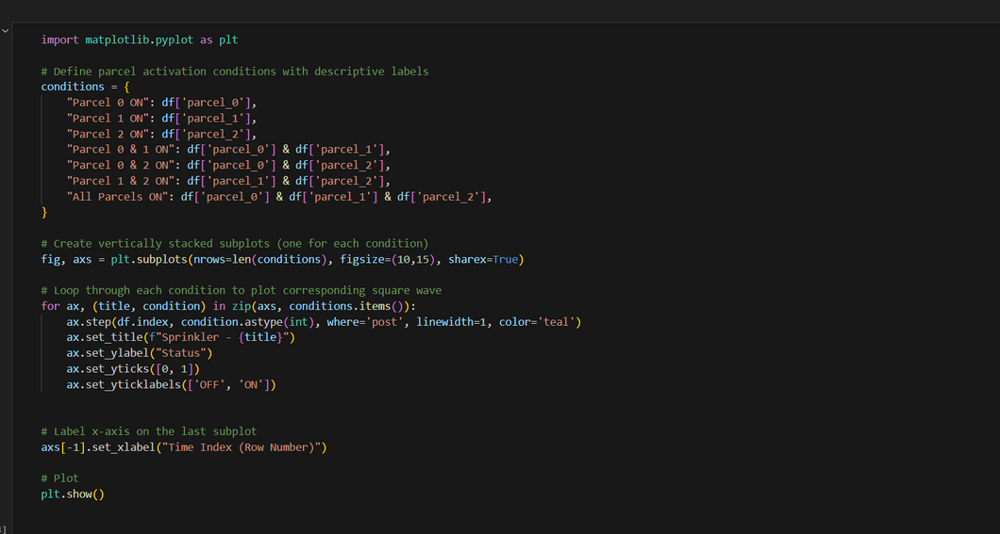 import matplotlib.pyplot as plt
# Define parcel activation conditions with descriptive labels
conditions = {
    "Parcel 0 ON": df['parcel_0'],
    "Parcel 1 ON": df['parcel_1'],
    "Parcel 2 ON": df['parcel_2'],
    "Parcel 0 & 1 ON": df['parcel_0'] & df['parcel_1'],
    "Parcel 0 & 2 ON": df['parcel_0'] & df['parcel_2'],
    "Parcel 1 & 2 ON": df['parcel_1'] & df['parcel_2'],
    "All Parcels ON": df['parcel_0'] & df['parcel_1'] & df['parcel_2'],
}
# Create vertically stacked subplots (one for each condition)
fig, axs = plt.subplots(nrows=len(conditions), figsize=(10,15), sharex=True)
# Loop through each condition to plot corresponding square wave
for ax, (title, condition) in zip(axs, conditions.items()):
    ax.step(df.index, condition.astype(int), where='post', linewidth=1, color='teal')
    ax.set_title(f"Sprinkler - {title}")
    ax.set_ylabel("Status")
    ax.set_yticks([0, 1])
    ax.set_yticklabels(['OFF', 'ON'])
# Label x-axis on the last subplot
axs[-1].set_xlabel("Time Index (Row Number)")
# Plot
plt.show()